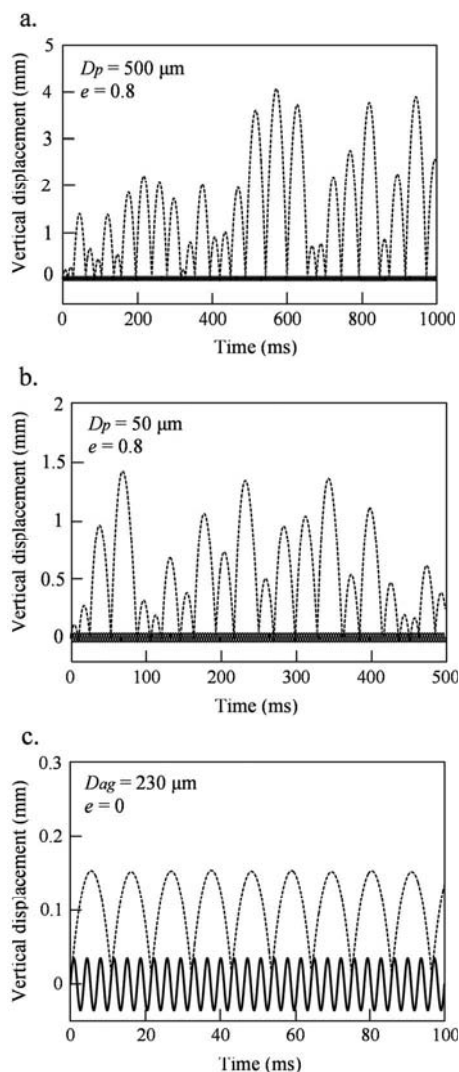 a.
5
4
3
2
1
0
Vertical displacement (mm)
Dp = 500 μm
e = 0.8
0 200 400 600 800 1000
Time (ms)
b.
2
1.5
1
0.5
0
Vertical displacement (mm)
Dp = 50 μm
e = 0.8
0 100 200 300 400 500
Time (ms)
c.
0.3
0.2
0.1
0
Vertical displacement (mm)
Dag = 230 μm
e = 0
0 20 40 60 80 100
Time (ms)